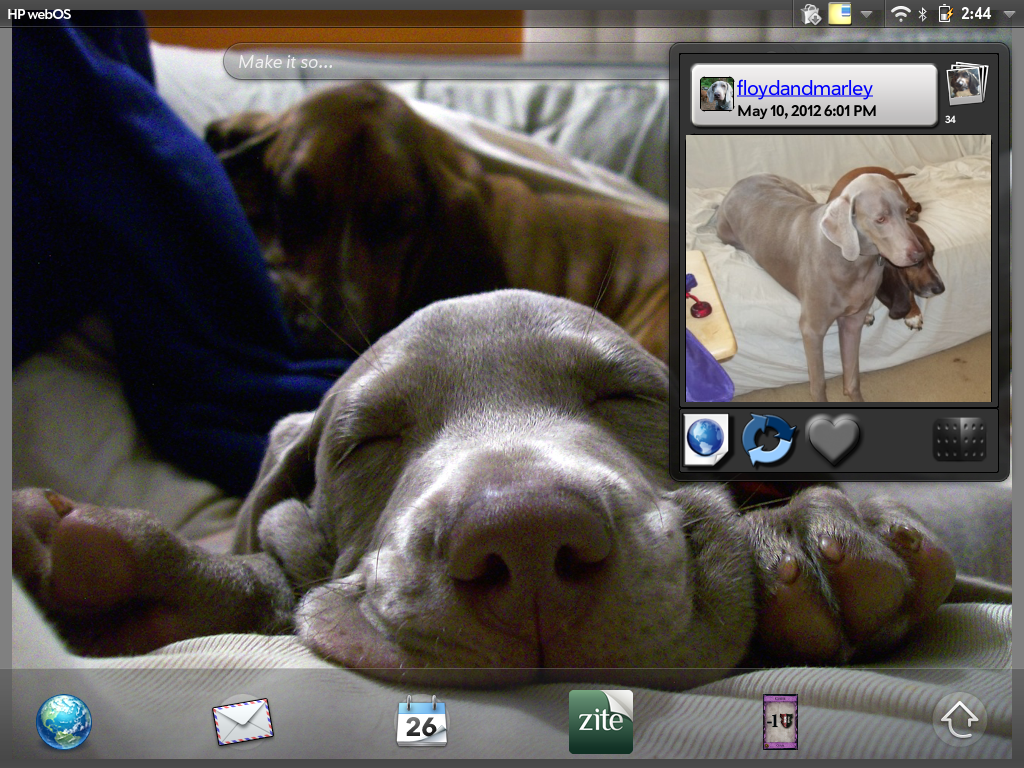 HP webOS
2:44
Make it so...
floydandmarley
May 10, 2012 6:01 PM
34
26
zite
-1